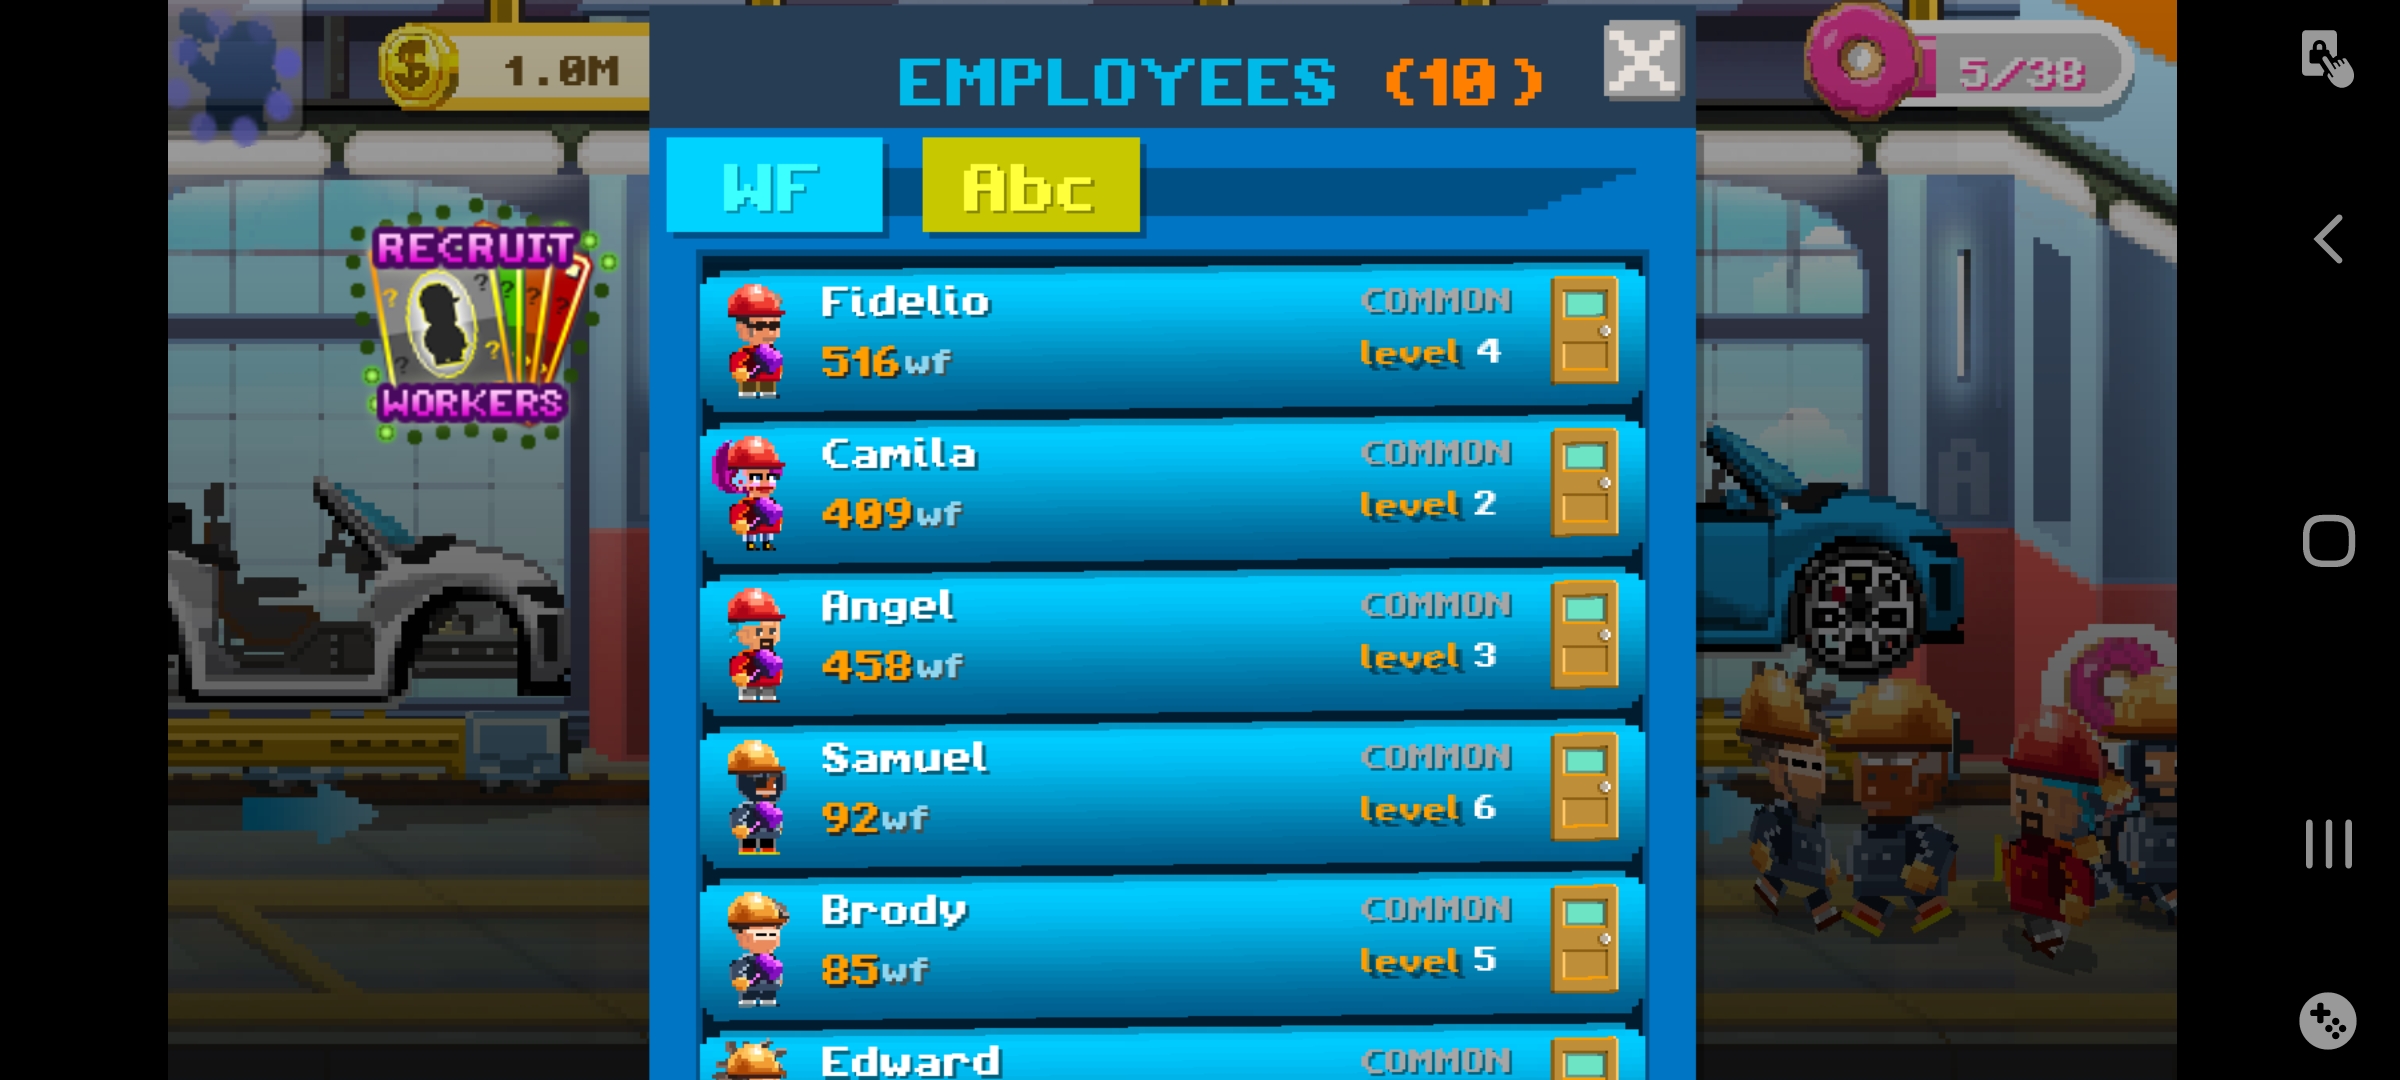 1.0M
EMPLOYEES (10)
5/38
WF
Abc
RECRUIT
WORKERS
Fidelio
COMMON
516wf
level 4
Camila
COMMON
409wf
level 2
Angel
COMMON
458wf
level 3
Samuel
COMMON
92wf
level 6
Brody
COMMON
85wf
level 5
Edward
COMMON
A